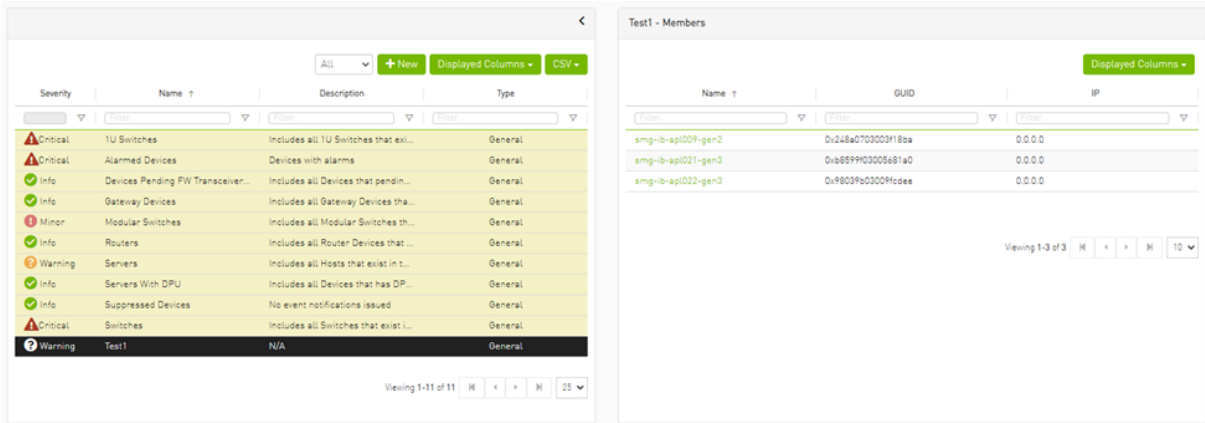 Test1 - Members
All
+ New
Displayed Columns
CSV
Severity Name ↑ Description Type
Filter... Filter... Filter...
Critical 1U Switches Includes all 1U Switches that exi... General
Critical Alarmed Devices Devices with alarms General
Info Devices Pending FW Transceiver... Includes all Devices that pendin... General
Info Gateway Devices Includes all Gateway Devices tha... General
Minor Modular Switches Includes all Modular Switches th... General
Info Routers Includes all Router Devices that ... General
Warning Servers Includes all Hosts that exist in t... General
Info Servers With DPU Includes all Devices that has DP... General
Info Suppressed Devices No event notifications issued General
Critical Switches Includes all Switches that exist i... General
Warning Test1 N/A General
Viewing 1-11 of 11 25
Displayed Columns
Name ↑ GUID IP
Filter... Filter... Filter...
smg-ib-apl009-gen2 0x248a0703003f18ba 0.0.0.0
smg-ib-apl021-gen3 0xb8599f03005681a0 0.0.0.0
smg-ib-apl022-gen3 0x98039b03009fcdee 0.0.0.0
Viewing 1-3 of 3 10